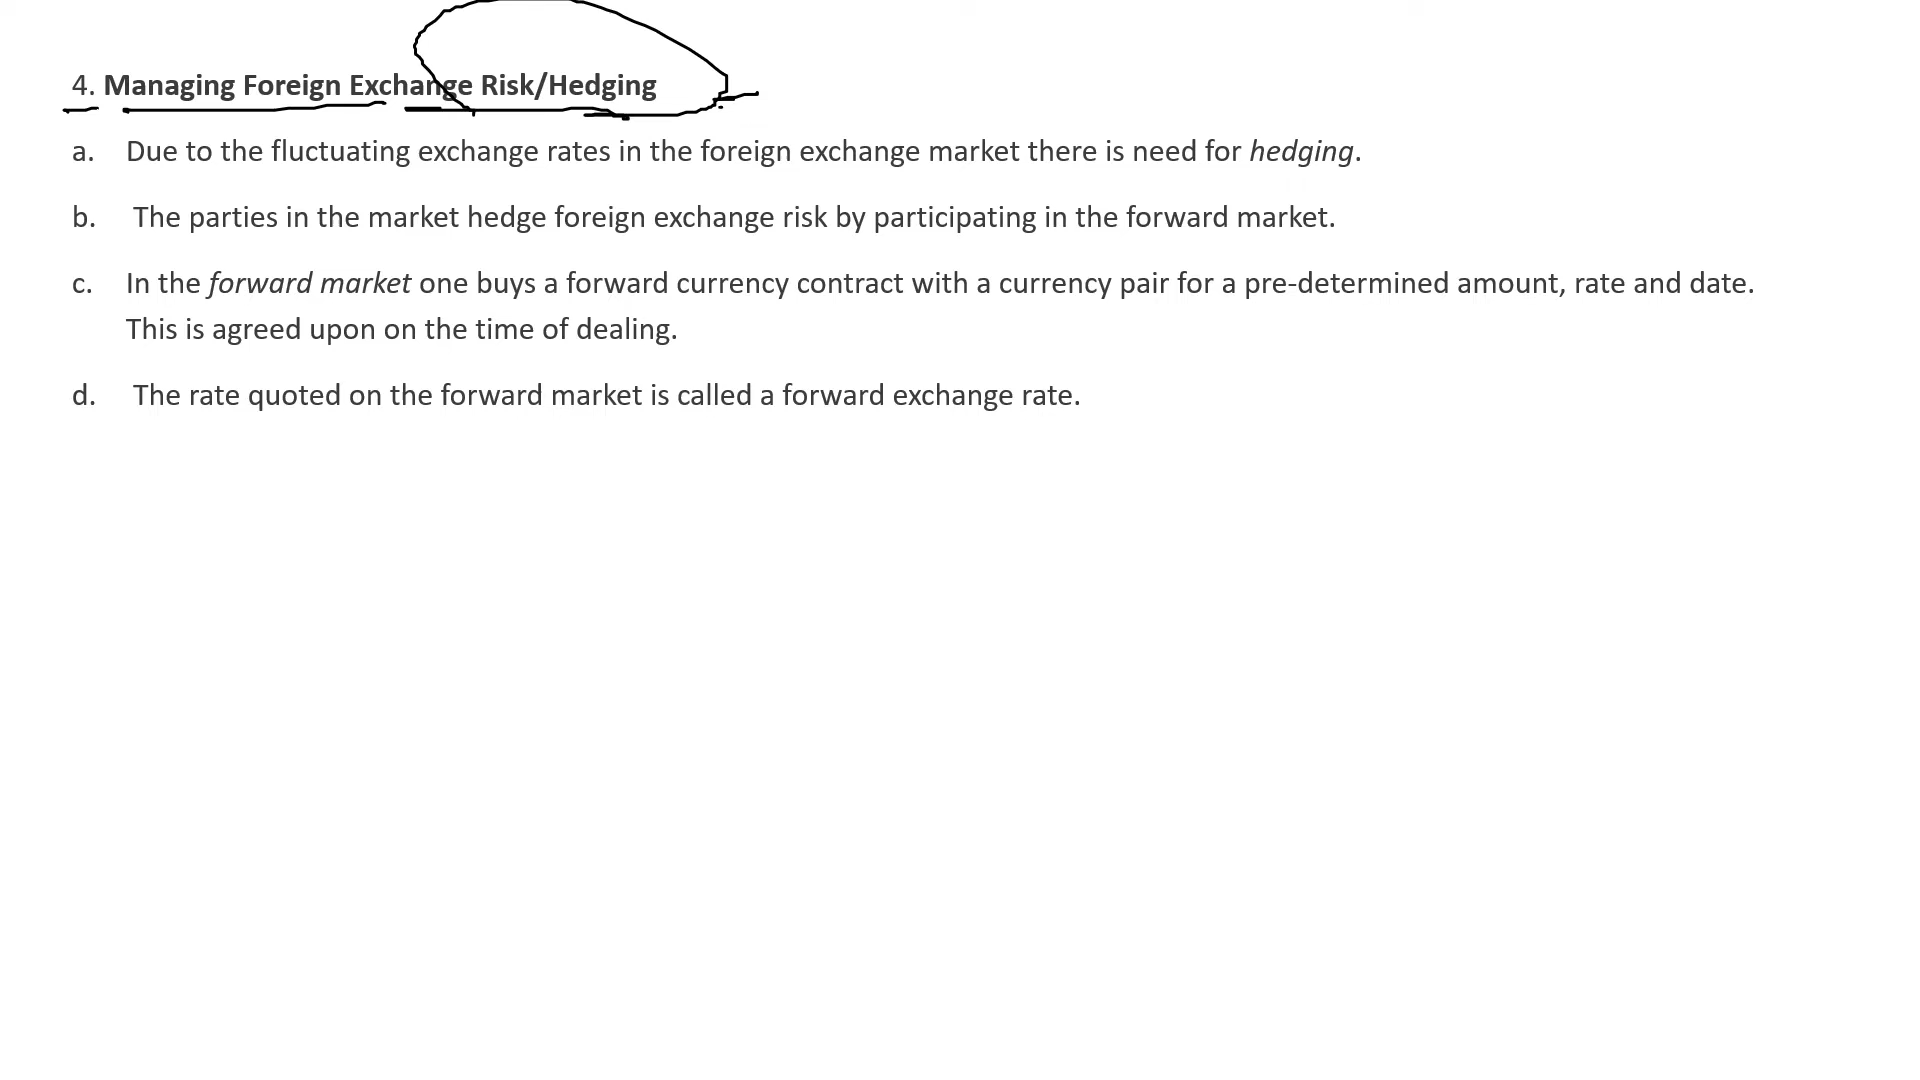 4. Managing Foreign Exchange Risk/Hedging
a. Due to the fluctuating exchange rates in the foreign exchange market there is need for hedging.
b. The parties in the market hedge foreign exchange risk by participating in the forward market.
c. In the forward market one buys a forward currency contract with a currency pair for a pre-determined amount, rate and date.
This is agreed upon on the time of dealing.
d. The rate quoted on the forward market is called a forward exchange rate.